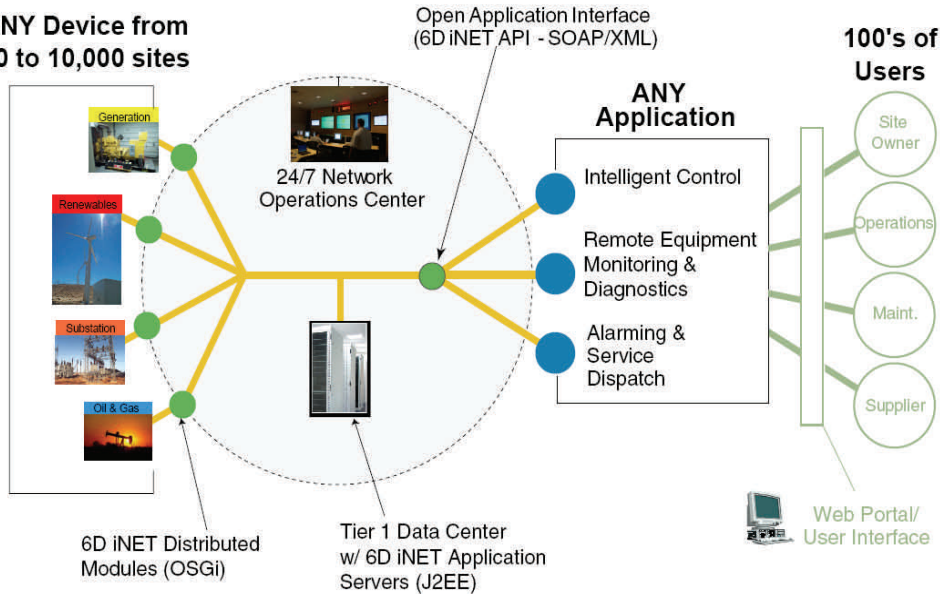 NY Device from
0 to 10,000 sites
Generation
Renewables
Substation
Oil & Gas
6D iNET Distributed
Modules (OSGi)
24/7 Network
Operations Center
Tier 1 Data Center
w/ 6D iNET Application
Servers (J2EE)
Open Application Interface
(6D iNET API - SOAP/XML)
ANY
Application
Intelligent Control
Remote Equipment
Monitoring &
Diagnostics
Alarming &
Service
Dispatch
100's of
Users
Site
Owner
Operations
Maint.
Supplier
Web Portal/
User Interface